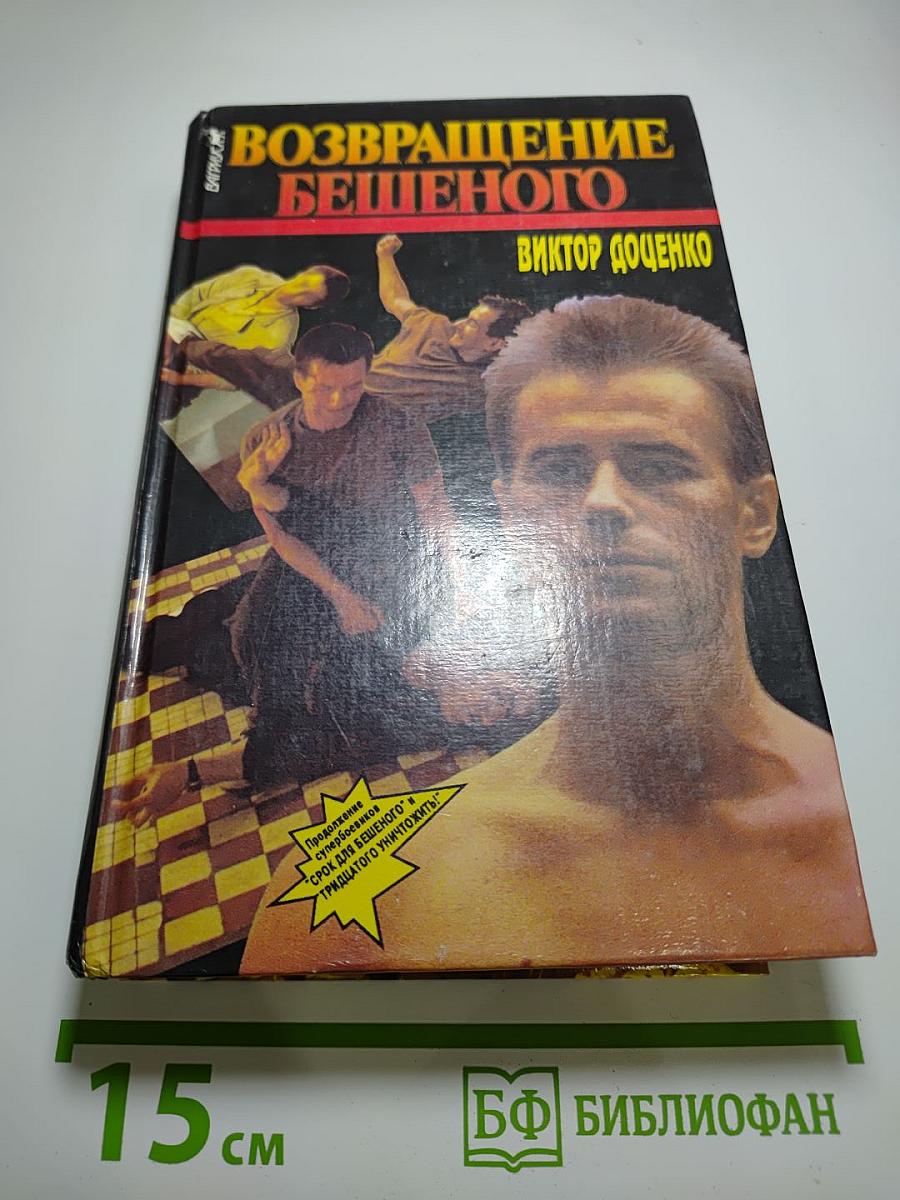 ВАГРИУС
ВОЗВРАЩЕНИЕ
БЕШЕНОГО
ВИКТОР ДОЦЕНКО
Продолжение
супербоевиков
"СРОК ДЛЯ БЕШЕНОГО" и
"ТРИДЦАТОГО УНИЧТОЖИТЬ!"
15 см
БФ БИБЛИОФАН